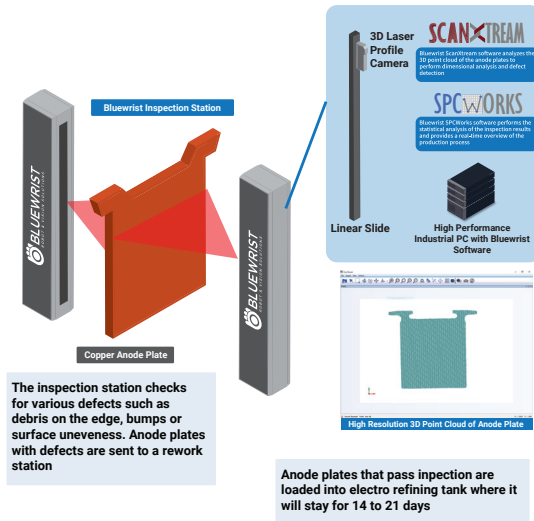 3D Laser
Profile
Camera
SCANXTREAM
Bluewrist ScanXtream software analyzes the
3D point cloud of the anode plates to
perform dimensional analysis and defect
detection
SPCWORKS
Bluewrist SPCWorks software performs the
statistical analysis of the inspection results
and provides a real-time overview of the
production process
Linear Slide
High Performance
Industrial PC with Bluewrist
Software
Bluewrist Inspection Station
BLUEWRIST
ROBOT & VISION SOLUTIONS
BLUEWRIST
ROBOT & VISION SOLUTIONS
Copper Anode Plate
High Resolution 3D Point Cloud of Anode Plate
The inspection station checks
for various defects such as
debris on the edge, bumps or
surface uneveness. Anode plates
with defects are sent to a rework
station
Anode plates that pass inpection are
loaded into electro refining tank where it
will stay for 14 to 21 days